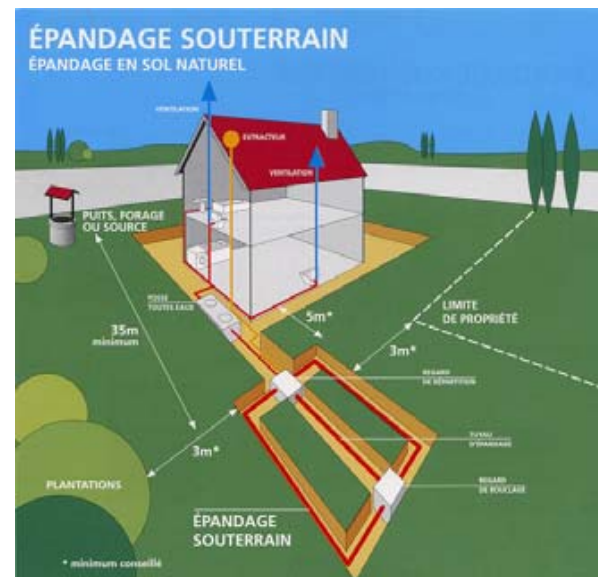 ÉPANDAGE SOUTERRAIN
ÉPANDAGE EN SOL NATUREL
VENTILATION
EXTRACTEUR
VENTILATION
PUITS, FORAGE
OU SOURCE
FOSSE
TOUTES EAUX
35m
minimum
5m*
LIMITE
DE PROPRIÉTÉ
3m*
REGARD
DE RÉPARTITION
TUYAU
D'ÉPANDAGE
3m*
REGARD
DE BOUCLAGE
PLANTATIONS
ÉPANDAGE
SOUTERRAIN
* minimum conseillé